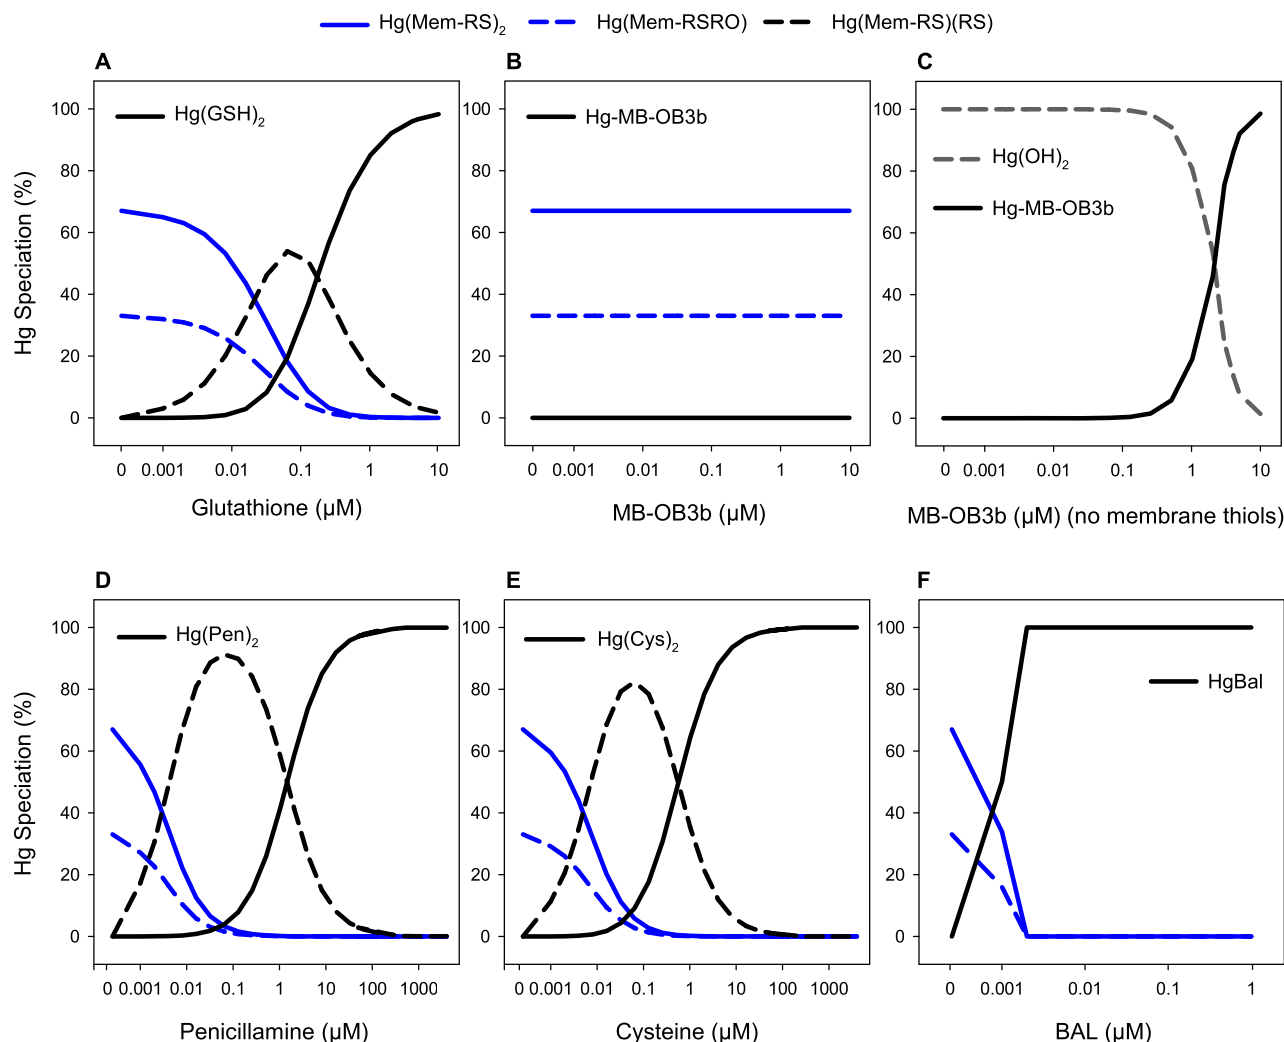 Hg(Mem-RS)2 Hg(Mem-RSRO) Hg(Mem-RS)(RS)
A B C
Hg(GSH)2
Hg-MB-OB3b
Hg(OH)2
Hg-MB-OB3b
Hg Speciation (%)
100
80
60
40
20
0
0 0.001 0.01 0.1 1 10
Glutathione (µM)
100
80
60
40
20
0
0 0.001 0.01 0.1 1 10
MB-OB3b (µM)
100
80
60
40
20
0
0 0.001 0.01 0.1 1 10
MB-OB3b (µM) (no membrane thiols)
D E F
Hg(Pen)2
Hg(Cys)2
HgBal
Hg Speciation (%)
100
80
60
40
20
0
0 0.001 0.01 0.1 1 10 100 1000
Penicillamine (µM)
100
80
60
40
20
0
0 0.001 0.01 0.1 1 10 100 1000
Cysteine (µM)
100
80
60
40
20
0
0 0.001 0.01 0.1 1
BAL (µM)